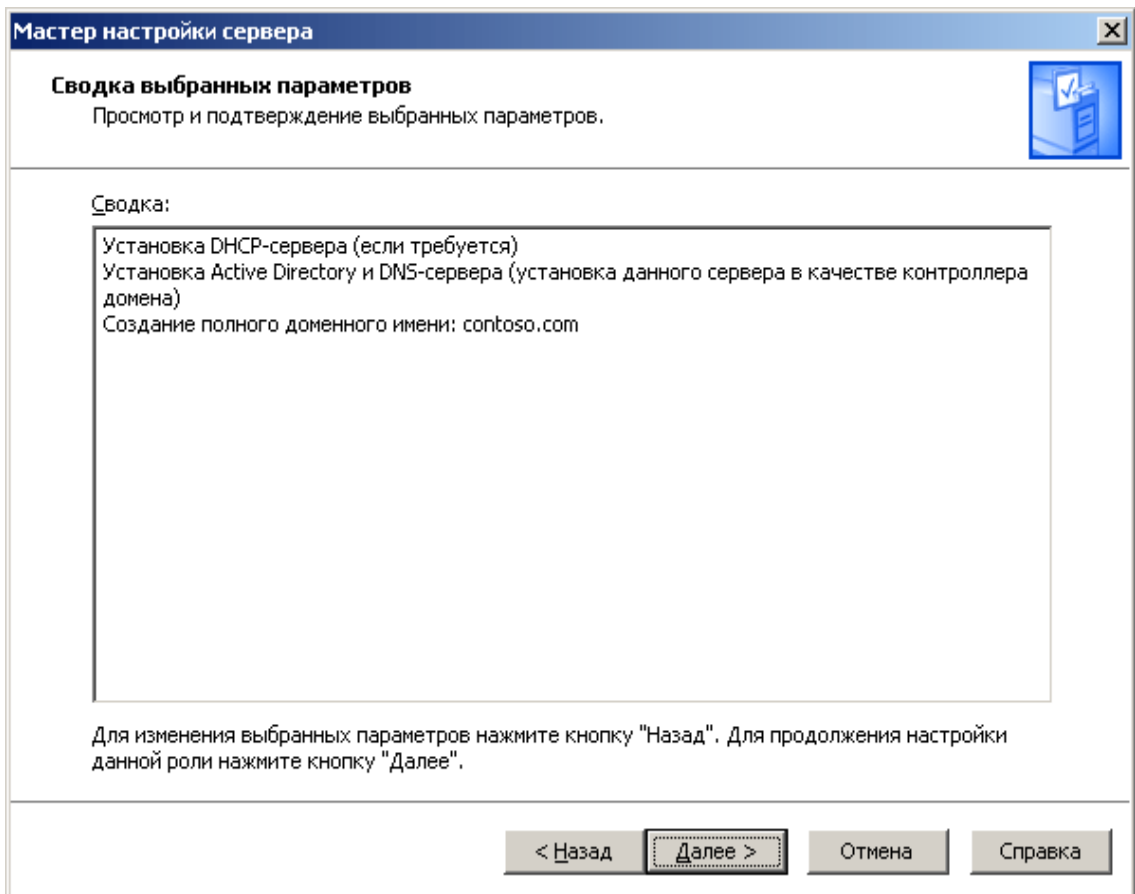 Мастер настройки сервера
Сводка выбранных параметров
Просмотр и подтверждение выбранных параметров.
Сводка:
Установка DHCP-сервера (если требуется)
Установка Active Directory и DNS-сервера (установка данного сервера в качестве контроллера
домена)
Создание полного доменного имени: contoso.com
Для изменения выбранных параметров нажмите кнопку "Назад". Для продолжения настройки
данной роли нажмите кнопку "Далее".
< Назад Далее > Отмена Справка